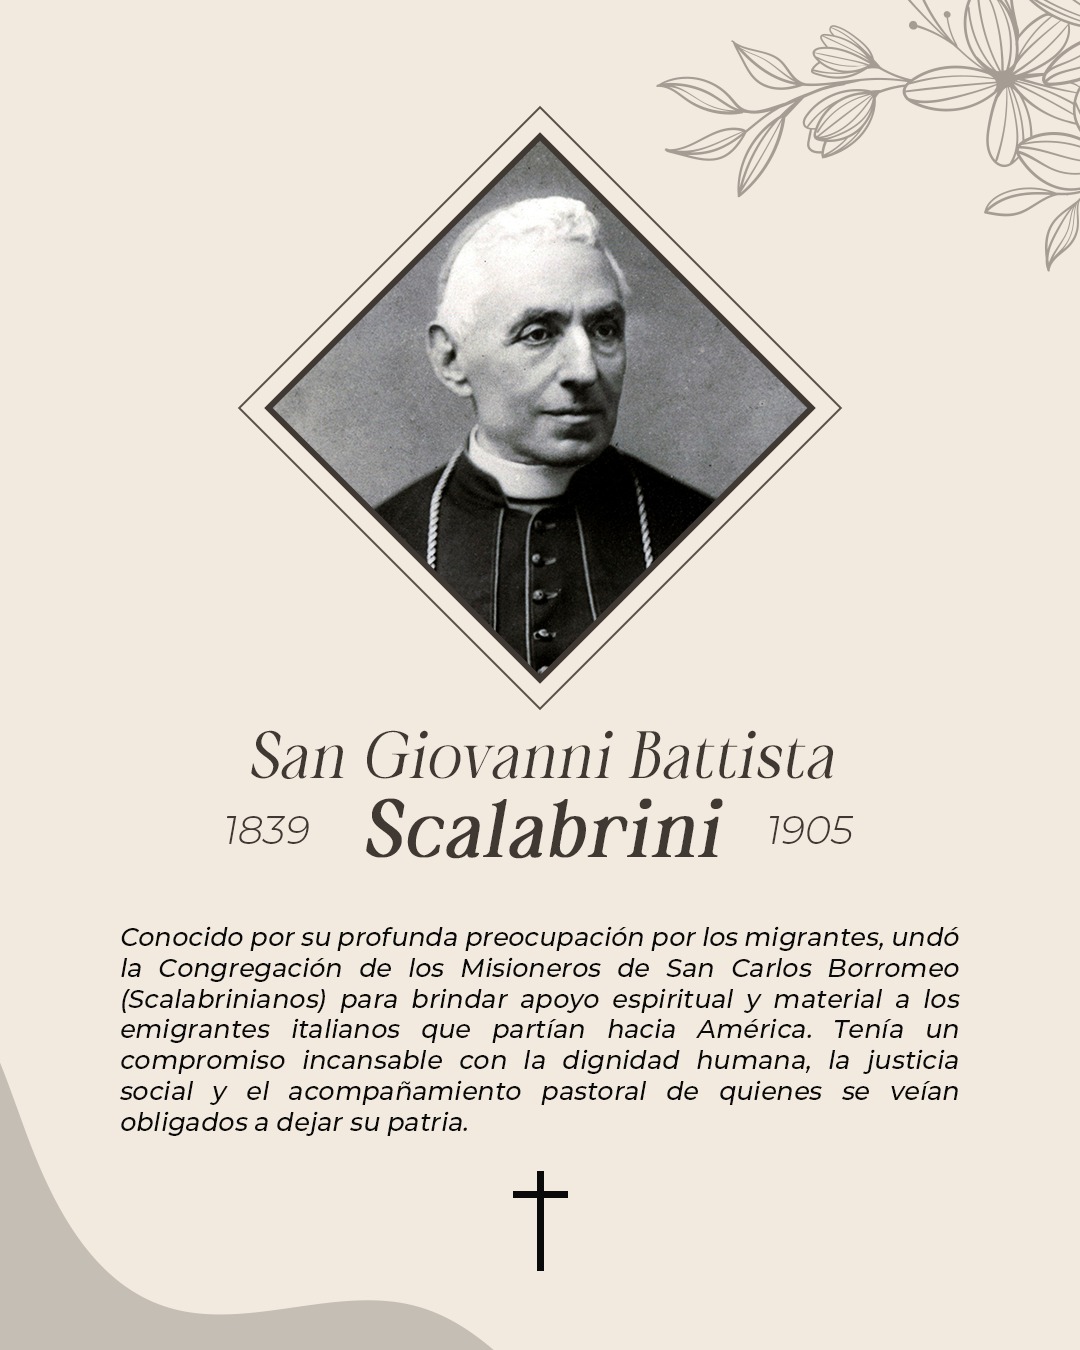 San Giovanni Battista
1839 Scalabrini 1905
Conocido por su profunda preocupación por los migrantes, undó
la Congregación de los Misioneros de San Carlos Borromeo
(Scalabrinianos) para brindar apoyo espiritual y material a los
emigrantes italianos que partían hacia América. Tenía un
compromiso incansable con la dignidad humana, la justicia
social y el acompañamiento pastoral de quienes se veían
obligados a dejar su patria.